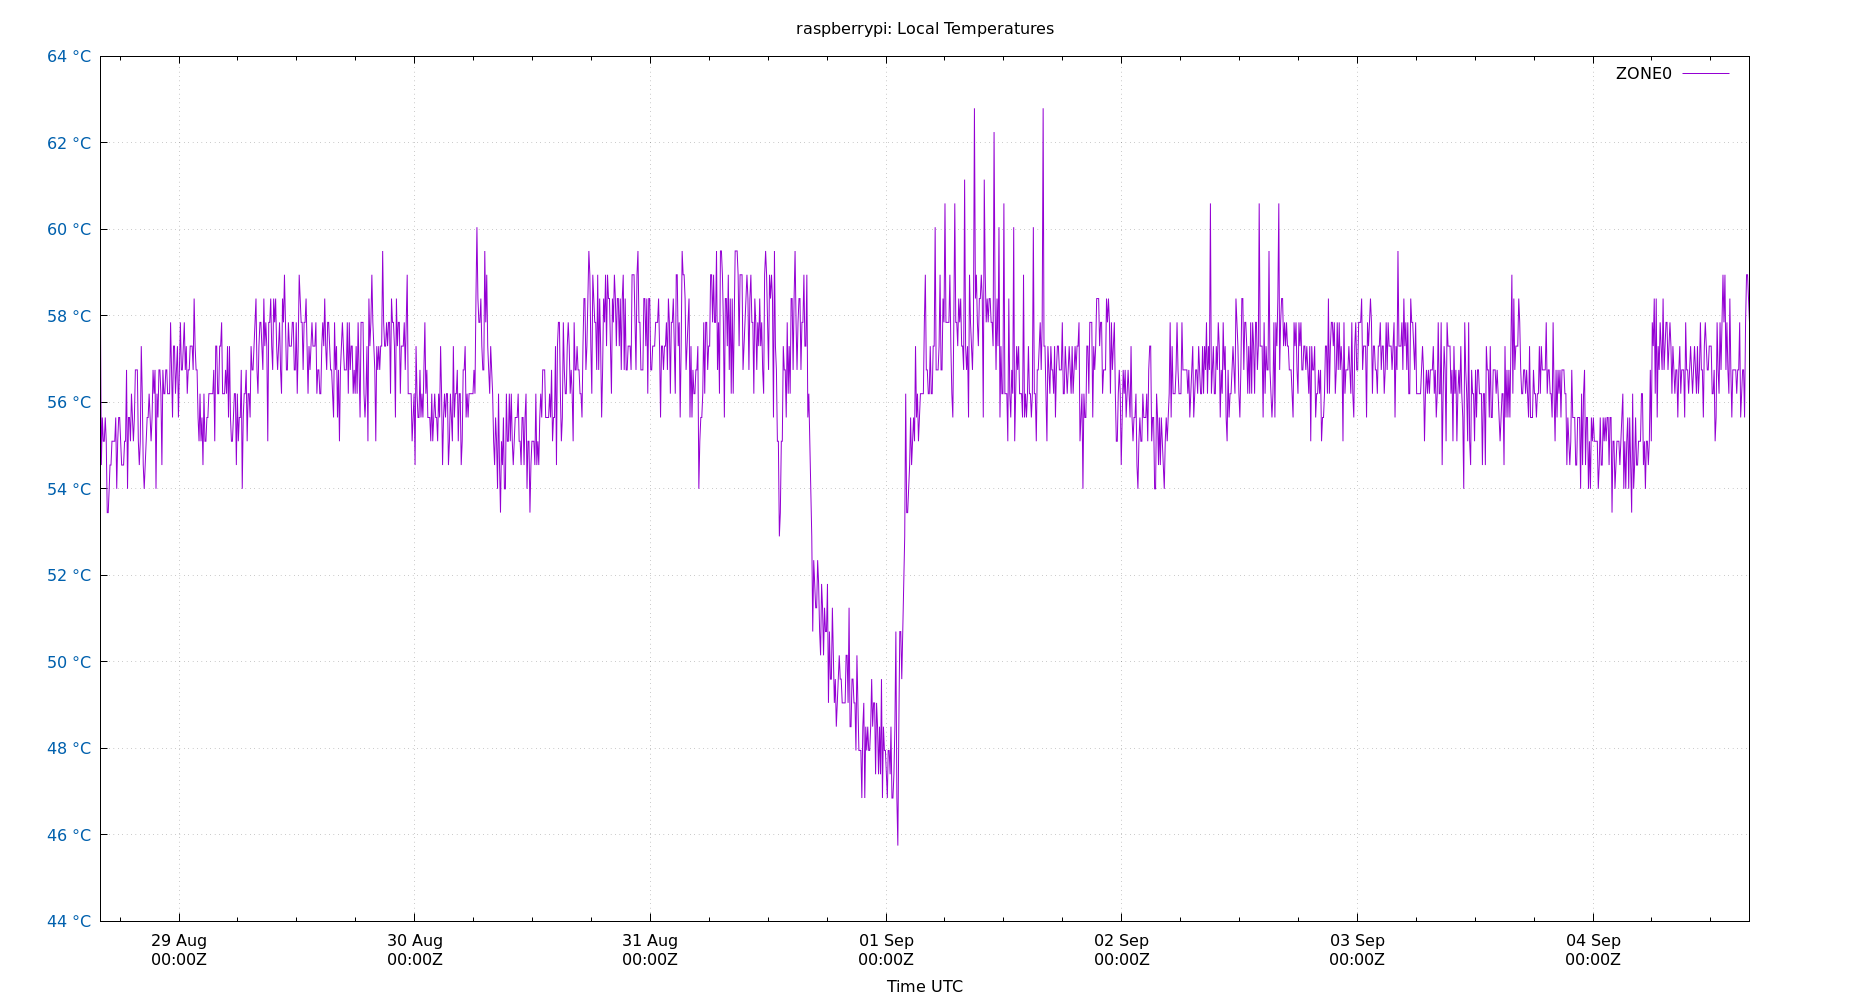 raspberrypi: Local Temperatures
64 °C
ZONE0
62 °C
60 °C
58 °C
56 °C
54 °C
52 °C
50 °C
48 °C
46 °C
44 °C
29 Aug
00:00Z
30 Aug
00:00Z
31 Aug
00:00Z
01 Sep
00:00Z
02 Sep
00:00Z
03 Sep
00:00Z
04 Sep
00:00Z
Time UTC